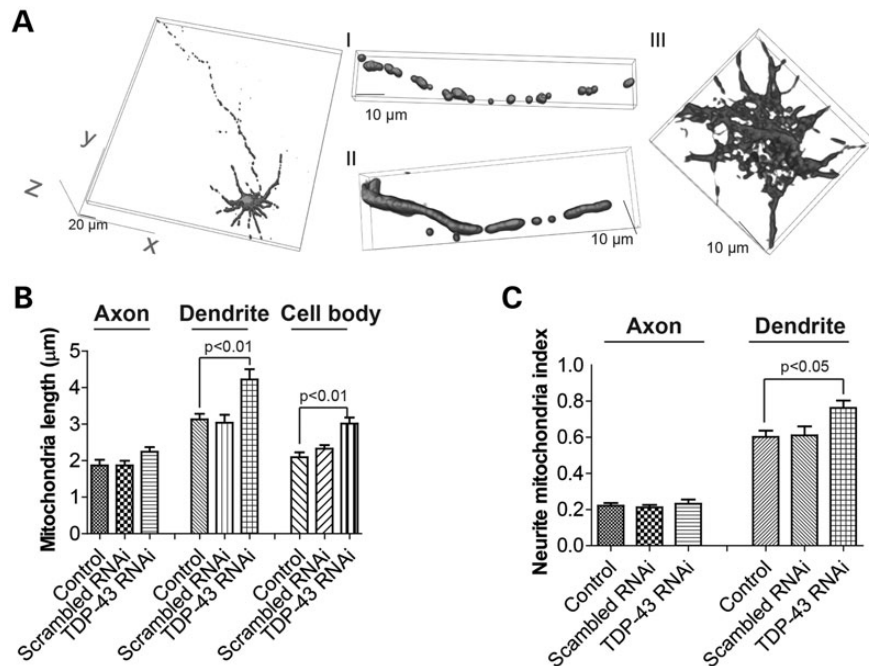 A
I
III
y
Z
x
20 µm
10 µm
II
10 µm
10 µm
B
Axon
Dendrite
Cell body
Mitochondria length (µm)
5
4
3
2
1
0
p<0.01
p<0.01
Control
Scrambled RNAi
TDP-43 RNAi
Control
Scrambled RNAi
TDP-43 RNAi
Control
Scrambled RNAi
TDP-43 RNAi
C
Axon
Dendrite
Neurite mitochondria index
1.0
0.8
0.6
0.4
0.2
0.0
p<0.05
Control
Scambled RNAi
TDP-43 RNAi
Control
Scambled RNAi
TDP-43 RNAi